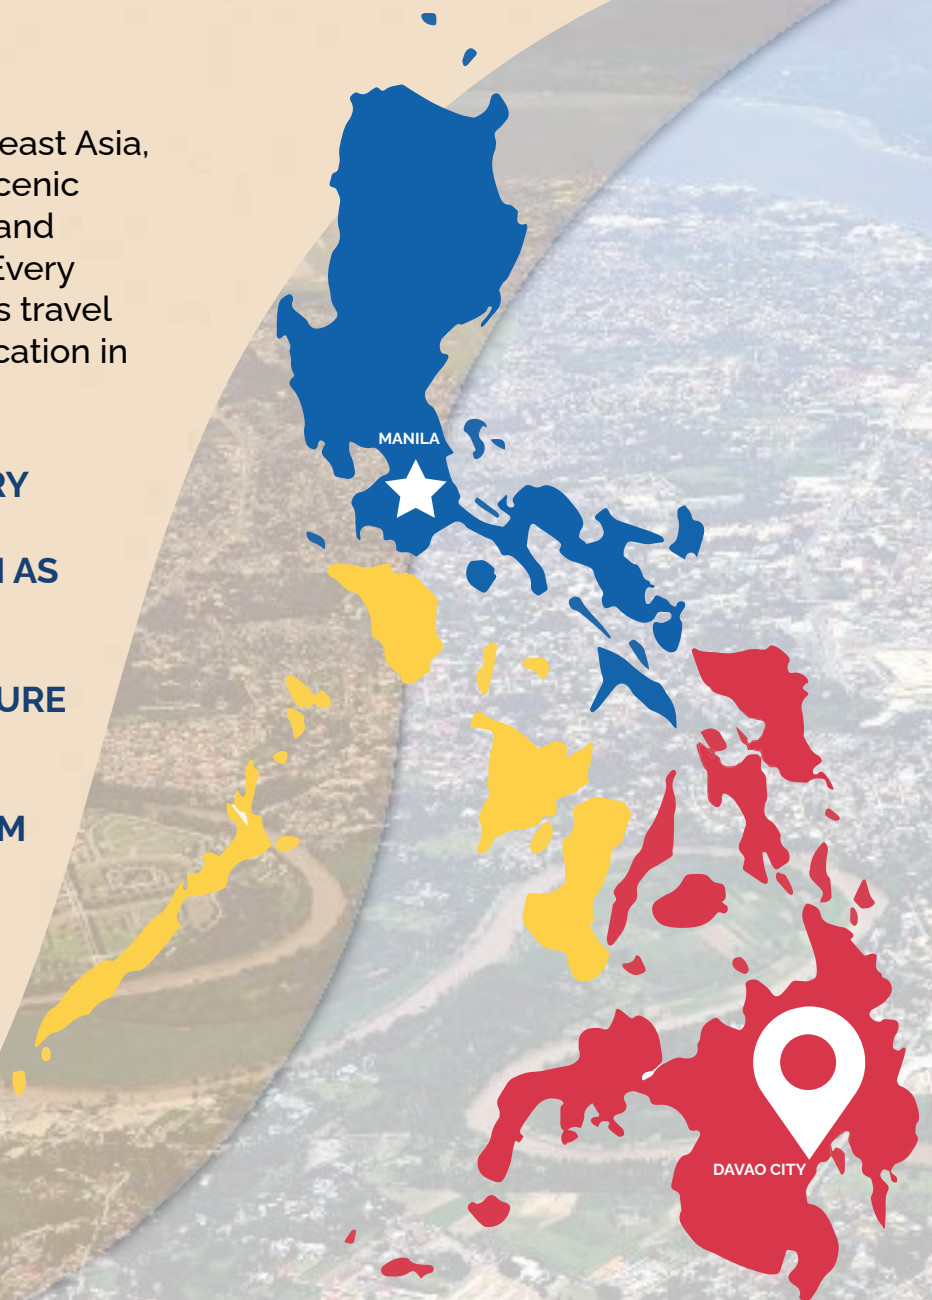 east Asia,
cenic
and
Every
s travel
cation in
MANILA
RY
AS
URE
M
DAVAO CITY